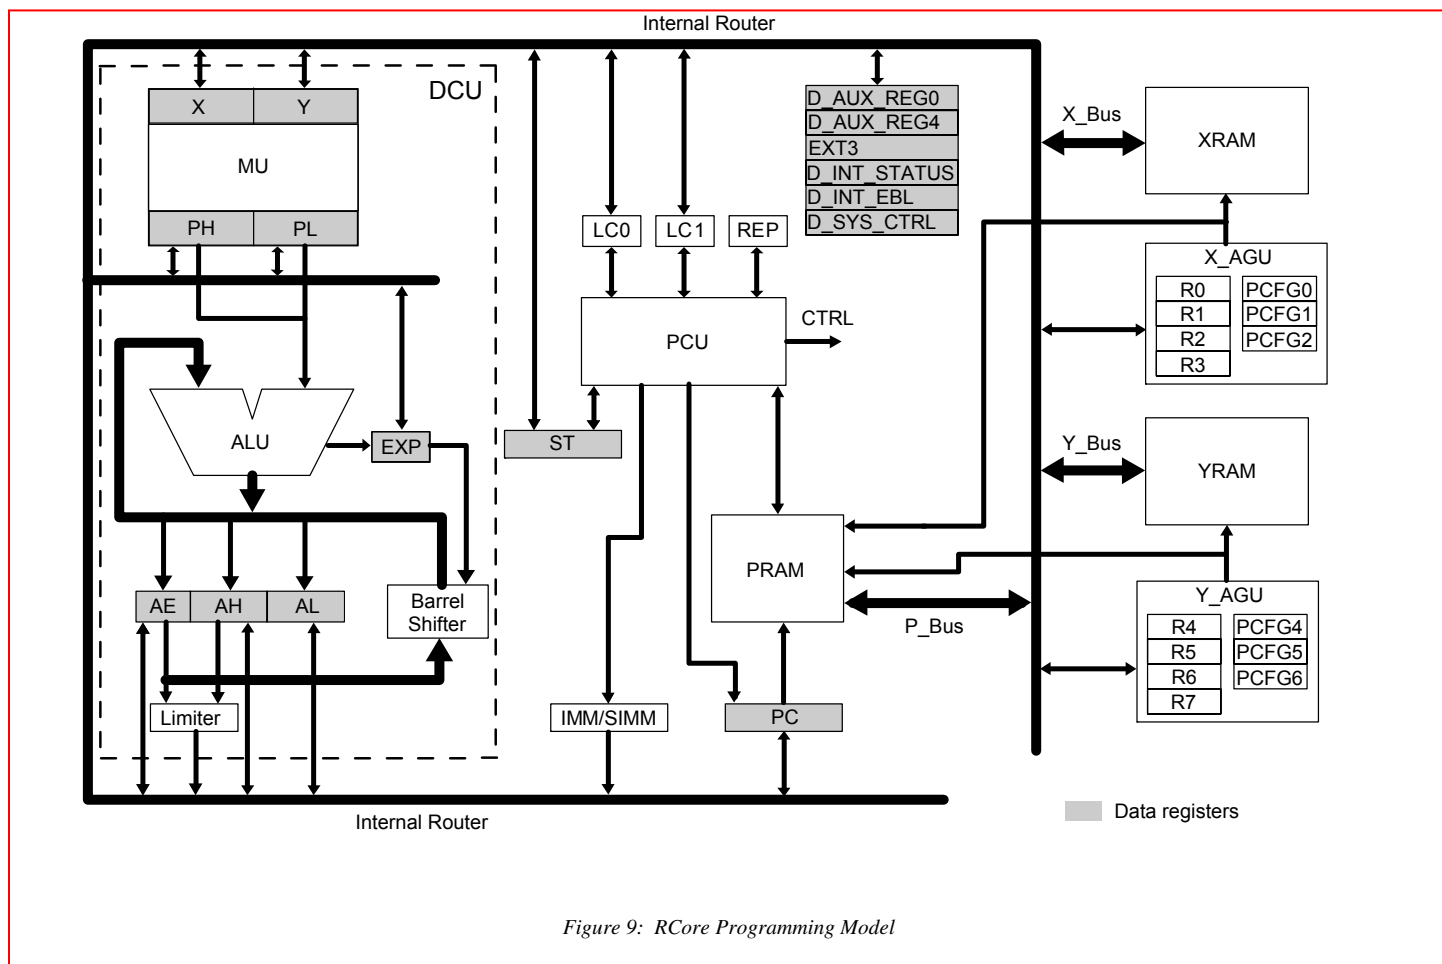 Internal Router
DCU
X Y
MU
PH PL
ALU
EXP
AE AH AL
Barrel
Shifter
Limiter
D_AUX_REG0
D_AUX_REG4
EXT3
D_INT_STATUS
D_INT_EBL
D_SYS_CTRL
LC0 LC1 REP
PCU
CTRL
ST
PRAM
P_Bus
IMM/SIMM
PC
X_Bus
XRAM
X_AGU
R0 PCFG0
R1 PCFG1
R2 PCFG2
R3
Y_Bus
YRAM
Y_AGU
R4 PCFG4
R5 PCFG5
R6 PCFG6
R7
Internal Router
Data registers
Figure 9: RCore Programming Model